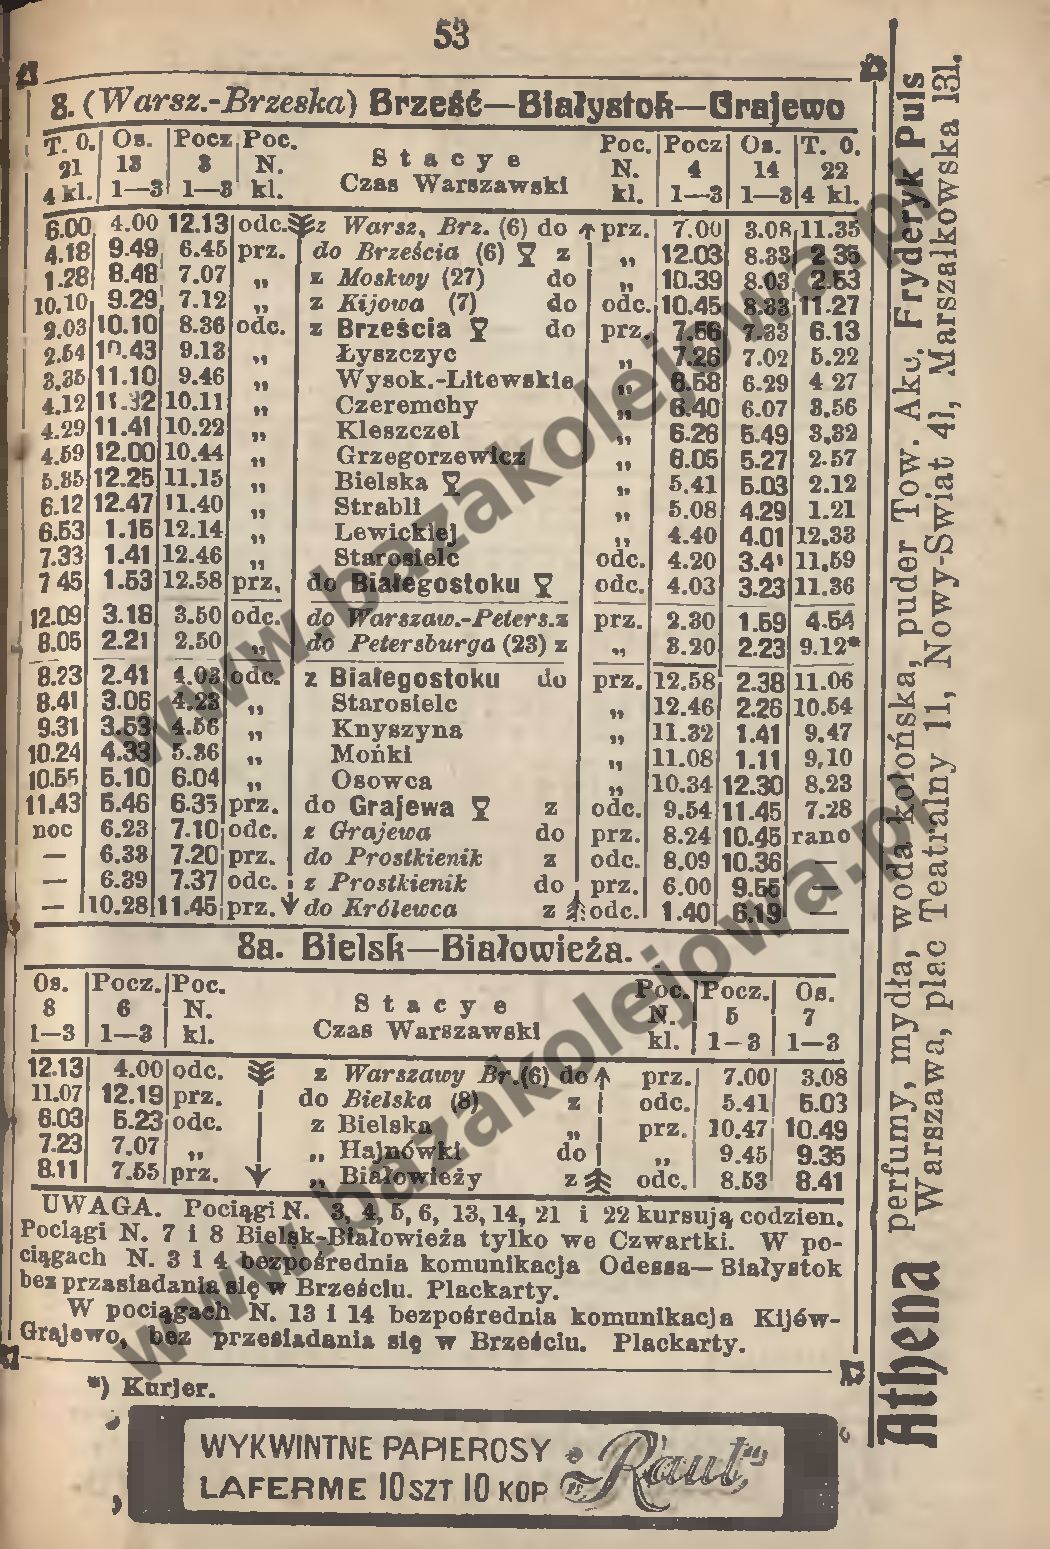 53
8. (Warsz.-Brzeska) Brześć—Białystok—Grajewo
T. O. | Os. | Pocz | Poc. | Stacye | Poc. | Pocz | Os. | T. O.
21 | 13 | 3 | N. | Czas Warszawski | N. | 4 | 14 | 22
4 kl. | 1—3 | 1—3 | kl. | kl. | 1—3 | 1—3 | 4 kl.
6.00 4.00 12.13 odc. z Warsz. Brz. (6) do prz. 7.00 3.08 11.35
4.18 9.49 6.45 prz. do Brześcia (6) z „ 12.03 8.33 2.36
1.28 8.48 7.07 „ z Moskwy (27) do „ 10.39 8.03 2.53
10.10 9.29 7.12 „ z Kijowa (7) do odc. 10.45 8.33 11.27
2.03 10.10 8.36 odc. z Brześcia do prz. 7.56 7.33 6.13
2.54 10.43 9.13 „ Łyszczyc „ 7.26 7.02 5.22
3.35 11.10 9.46 „ Wysok.-Litewskie „ 6.58 6.29 4 27
4.12 11.32 10.11 „ Czeremchy „ 6.40 6.07 3.56
4.29 11.41 10.22 „ Kleszczel „ 6.26 5.49 3.32
4.59 12.00 10.44 „ Grzegorzewicz „ 6.05 5.27 2.57
5.35 12.25 11.15 „ Bielska „ 5.41 5.03 2.12
6.12 12.47 11.40 „ Strabli „ 5.08 4.29 1.21
6.53 1.15 12.14 „ Lewickiej „ 4.40 4.01 12.33
7.33 1.41 12.46 „ Starosielc odc. 4.20 11.59
7 45 1.53 12.58 prz. do Białegostoku odc. 4.03 3.23 11.36
12.09 3.18 3.50 odc. do Warszaw.-Peters.z prz. 2.30 1.59 4.54
8.05 2.21 2.50 „ do Petersburga (23) z „ 3.20 2.23 9.12*
8.23 2.41 4.03 odc. z Białegostoku do prz. 12.58 2.38 11.06
8.41 3.06 4.23 „ Starosielc „ 12.46 2.26 10.54
9.31 3.53 4.56 „ Knyszyna „ 11.32 1.41 9.47
10.24 4.33 5.36 „ Mońki „ 11.08 1.11 9.10
10.55 5.10 6.04 „ Osowca „ 10.34 12.30 8.23
11.43 5.46 6.35 prz. do Grajewa z odc. 9.54 11.45 7.28
noc 6.23 7.10 odc. z Grajewa do prz. 8.24 10.45 rano
— 6.33 7.20 prz. do Prostkienik z odc. 8.09 10.36 —
— 6.39 7.37 odc. z Prostkienik do prz. 6.00 9.55 —
— 10.28 11.45 prz. do Królewca z odc. 1.40 6.19 —
8a. Bielsk—Białowieża.
Os. | Pocz. | Poc. | Stacye | Poc. | Pocz. | Os.
8 | 6 | N. | Czas Warszawski | N. | 5 | 7
1—3 | 1—3 | kl. | kl. | 1—3 | 1—3
12.13 4.00 odc. z Warszawy Br.(6) do prz. 7.00 3.08
11.07 12.19 prz. do Bielska (8) z odc. 5.41 5.03
6.03 5.23 odc. z Bielska „ prz. 10.47 10.49
7.23 7.07 „ „ Hajnówki do „ 9.45 9.35
8.11 7.55 prz. „ Białowieży z odc. 8.53 8.41
UWAGA. Pociągi N. 3, 4, 5, 6, 13, 14, 21 i 22 kursują codzien.
Pociągi N. 7 i 8 Bielsk-Białowieża tylko we Czwartki. W po-
ciągach N. 3 i 4 bezpośrednia komunikacja Odessa—Białystok
bez przasiadania się w Brześciu. Plackarty.
W pociągach N. 13 i 14 bezpośrednia komunikacja Kijów-
Grajewo, bez przesiadania się w Brześciu. Plackarty.
*) Kurjer.
WYKWINTNE PAPIEROSY
LAFERME 10 SZT 10 KOP
„Raut”
Athena perfumy, mydła, woda kolońska, puder Tow. Akc. Fryderyk Puls
Warszawa, plac Teatralny 11, Nowy-Świat 41, Marszałkowska 131.
www.bazakolejowa.pl
www.bazakolejowa.pl